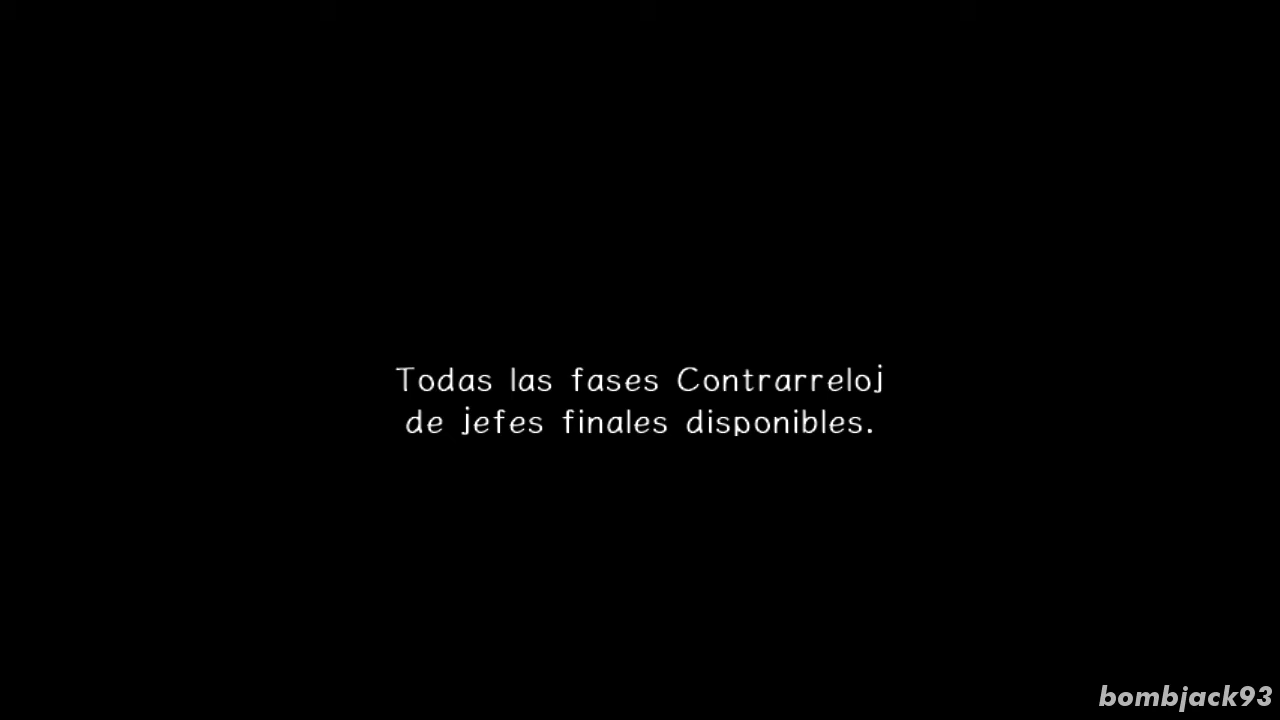 Todas las fases Contrarreloj
de jefes finales disponibles.
bombjack93